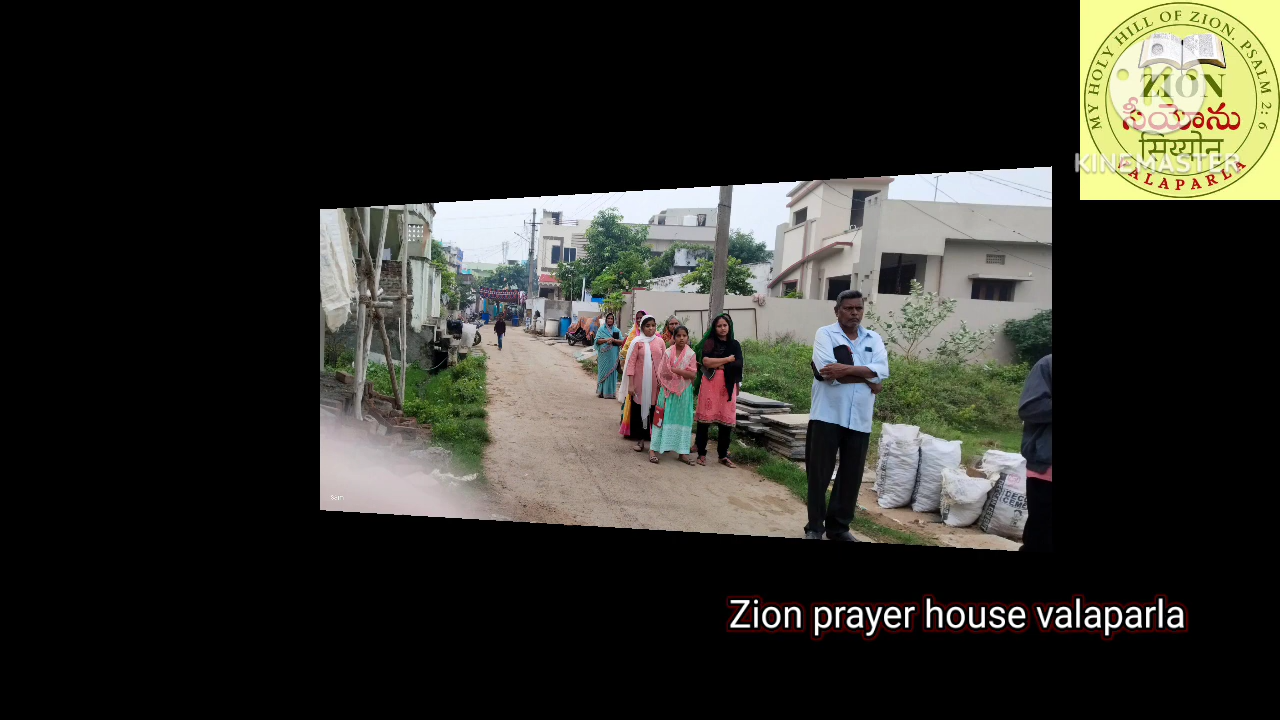 MY HOLY HILL OF ZION. PSALM 2:6
ZION
సీయోను
सिय्योन
VALAPARLA
KINEMASTER
Zion prayer house valaparla